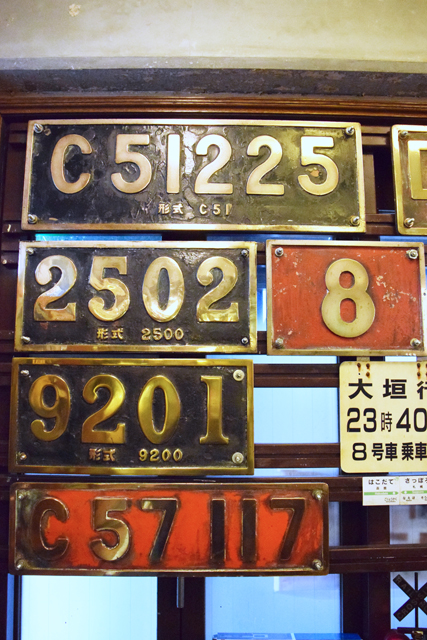 C51225
形式 C51
2502
形式 2500
8
9201
形式 9200
大垣行
23時40
8号車乗車
はこだて さっぽろ
C57117